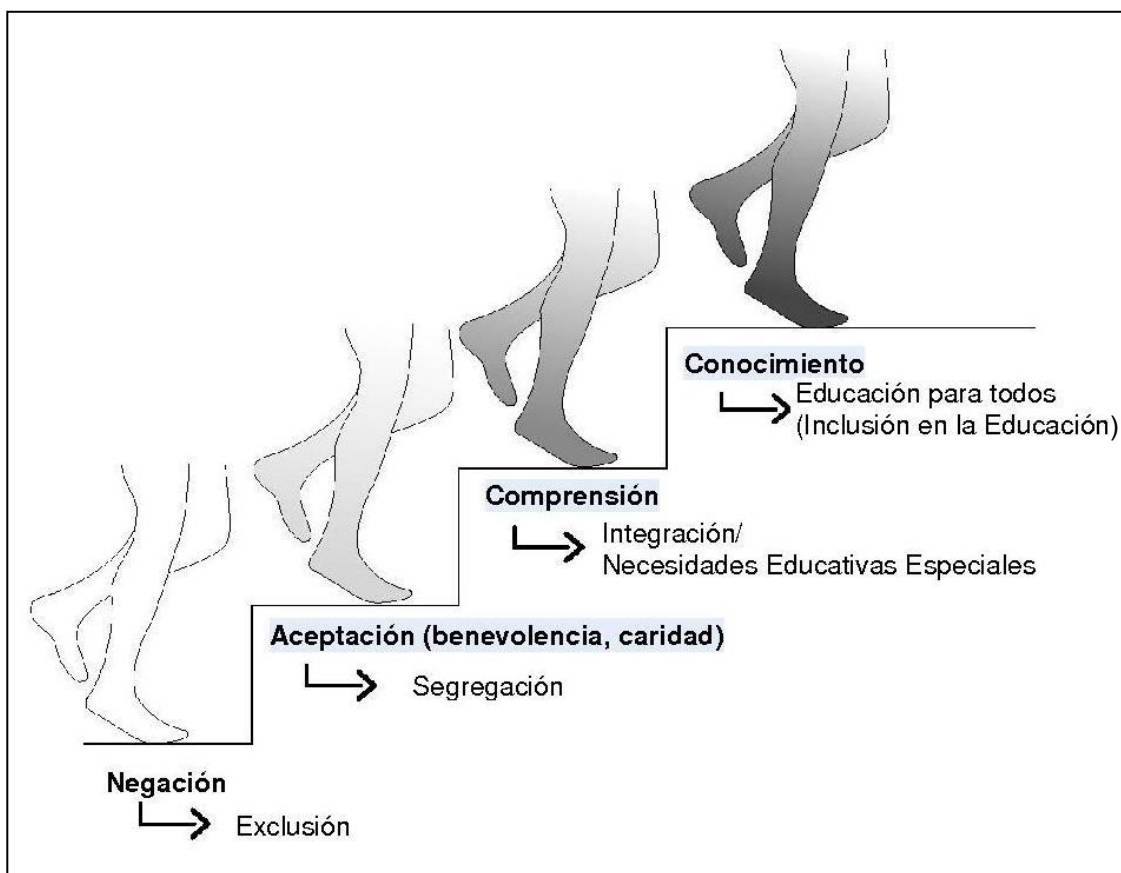 Conocimiento
Educación para todos
(Inclusión en la Educación)
Comprensión
Integración/
Necesidades Educativas Especiales
Aceptación (benevolencia, caridad)
Segregación
Negación
Exclusión